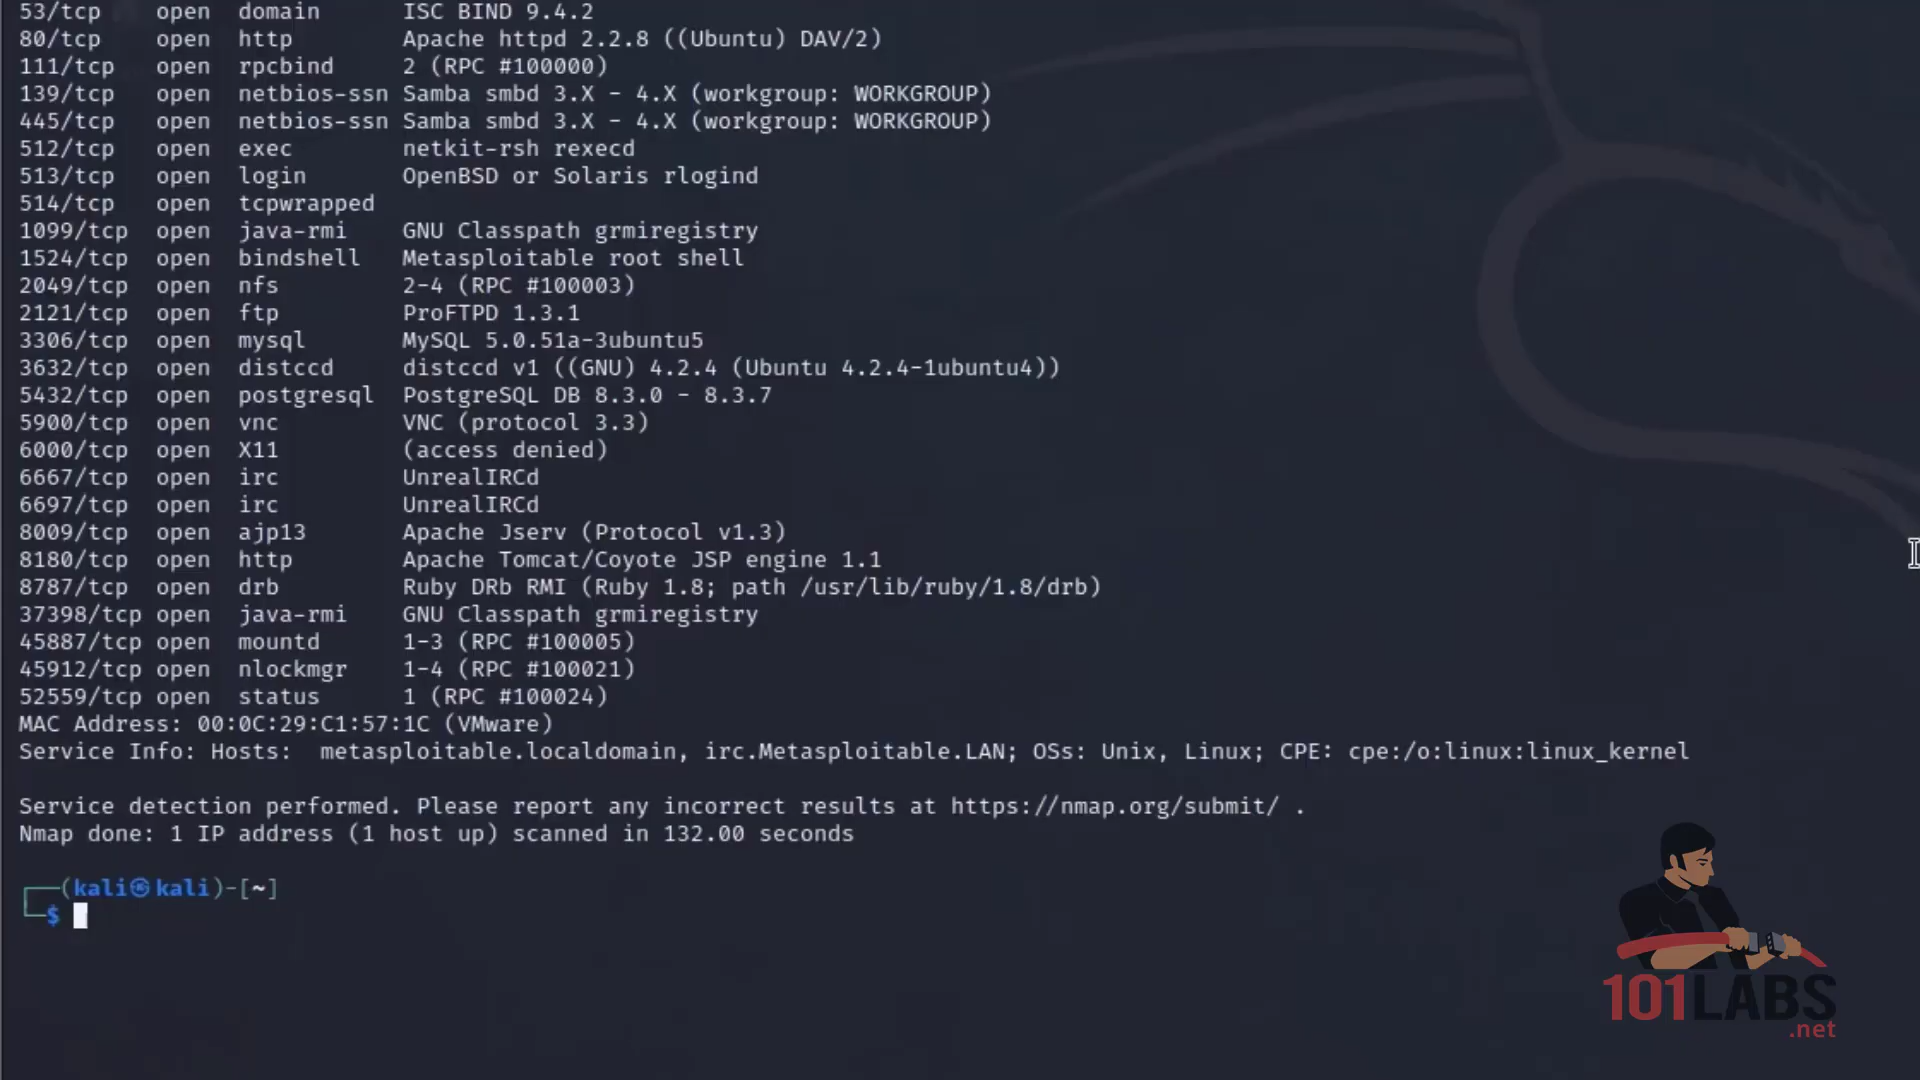 53/tcp    open  domain      ISC BIND 9.4.2
80/tcp    open  http        Apache httpd 2.2.8 ((Ubuntu) DAV/2)
111/tcp   open  rpcbind     2 (RPC #100000)
139/tcp   open  netbios-ssn Samba smbd 3.X - 4.X (workgroup: WORKGROUP)
445/tcp   open  netbios-ssn Samba smbd 3.X - 4.X (workgroup: WORKGROUP)
512/tcp   open  exec        netkit-rsh rexecd
513/tcp   open  login       OpenBSD or Solaris rlogind
514/tcp   open  tcpwrapped
1099/tcp  open  java-rmi    GNU Classpath grmiregistry
1524/tcp  open  bindshell   Metasploitable root shell
2049/tcp  open  nfs         2-4 (RPC #100003)
2121/tcp  open  ftp         ProFTPD 1.3.1
3306/tcp  open  mysql       MySQL 5.0.51a-3ubuntu5
3632/tcp  open  distccd     distccd v1 ((GNU) 4.2.4 (Ubuntu 4.2.4-1ubuntu4))
5432/tcp  open  postgresql  PostgreSQL DB 8.3.0 - 8.3.7
5900/tcp  open  vnc         VNC (protocol 3.3)
6000/tcp  open  X11         (access denied)
6667/tcp  open  irc         UnrealIRCd
6697/tcp  open  irc         UnrealIRCd
8009/tcp  open  ajp13       Apache Jserv (Protocol v1.3)
8180/tcp  open  http        Apache Tomcat/Coyote JSP engine 1.1
8787/tcp  open  drb         Ruby DRb RMI (Ruby 1.8; path /usr/lib/ruby/1.8/drb)
37398/tcp open  java-rmi    GNU Classpath grmiregistry
45887/tcp open  mountd      1-3 (RPC #100005)
45912/tcp open  nlockmgr    1-4 (RPC #100021)
52559/tcp open  status      1 (RPC #100024)
MAC Address: 00:0C:29:C1:57:1C (VMware)
Service Info: Hosts:  metasploitable.localdomain, irc.Metasploitable.LAN; OSs: Unix, Linux; CPE: cpe:/o:linux:linux_kernel
Service detection performed. Please report any incorrect results at https://nmap.org/submit/ .
Nmap done: 1 IP address (1 host up) scanned in 132.00 seconds
┌──(kali㉿kali)-[~]
└─$
101LABS
.net